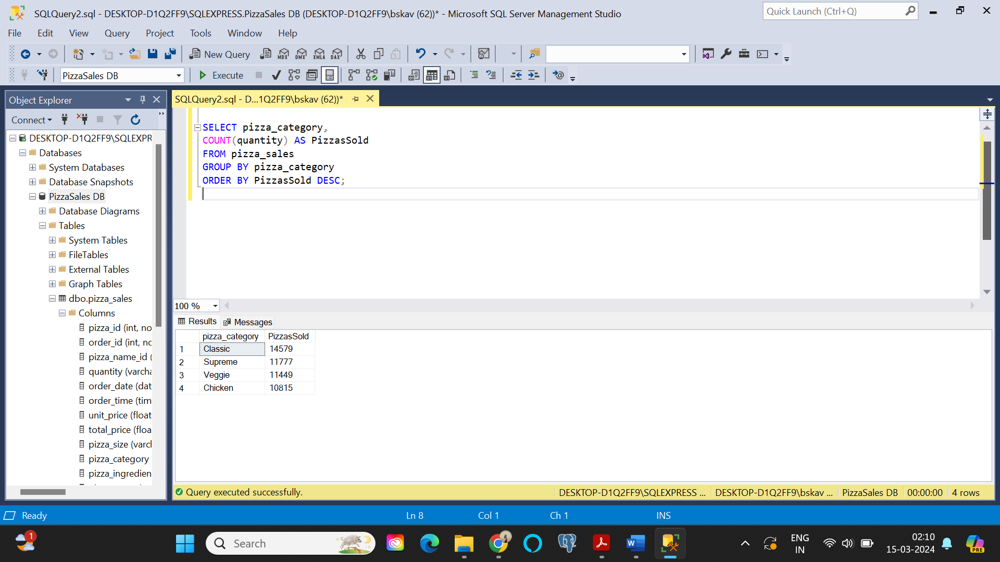 SQLQuery2.sql - DESKTOP-D1Q2FF9\SQLEXPRESS.PizzaSales DB (DESKTOP-D1Q2FF9\bskav (62))* - Microsoft SQL Server Management Studio
Quick Launch (Ctrl+Q)
File Edit View Query Project Tools Window Help
New Query MDX DMX XMLA DAX
PizzaSales DB Execute
Object Explorer
Connect
DESKTOP-D1Q2FF9\SQLEXPR
Databases
System Databases
Database Snapshots
PizzaSales DB
Database Diagrams
Tables
System Tables
FileTables
External Tables
Graph Tables
dbo.pizza_sales
Columns
pizza_id (int, no
order_id (int, nc
pizza_name_id (
quantity (varcha
order_date (dat
order_time (tim
unit_price (float
total_price (floa
pizza_size (varcl
pizza_category
pizza_ingredien
SQLQuery2.sql - D...1Q2FF9\bskav (62))*
SELECT pizza_category,
COUNT(quantity) AS PizzasSold
FROM pizza_sales
GROUP BY pizza_category
ORDER BY PizzasSold DESC;
100 %
Results Messages
pizza_category PizzasSold
1 Classic 14579
2 Supreme 11777
3 Veggie 11449
4 Chicken 10815
Query executed successfully. DESKTOP-D1Q2FF9\SQLEXPRESS ... DESKTOP-D1Q2FF9\bskav ... PizzaSales DB 00:00:00 4 rows
Ready Ln 8 Col 1 Ch 1 INS
1
Search
ENG
IN
02:10
15-03-2024
PRE